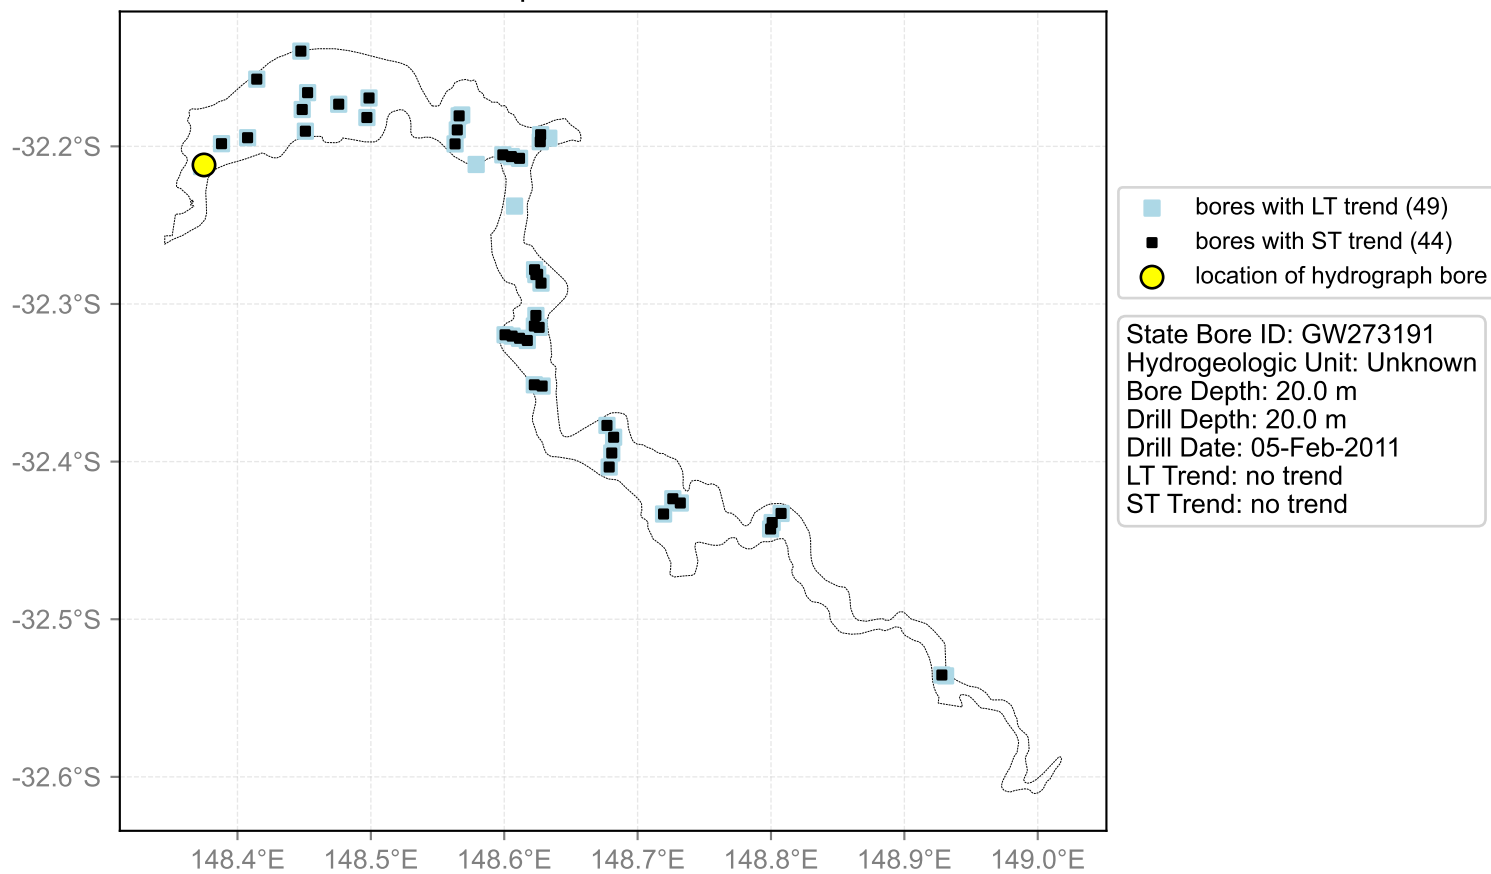 -32.2°S
-32.3°S
-32.4°S
-32.5°S
-32.6°S
148.4°E 148.5°E 148.6°E 148.7°E 148.8°E 148.9°E 149.0°E
bores with LT trend (49)
bores with ST trend (44)
location of hydrograph bore
State Bore ID: GW273191
Hydrogeologic Unit: Unknown
Bore Depth: 20.0 m
Drill Depth: 20.0 m
Drill Date: 05-Feb-2011
LT Trend: no trend
ST Trend: no trend